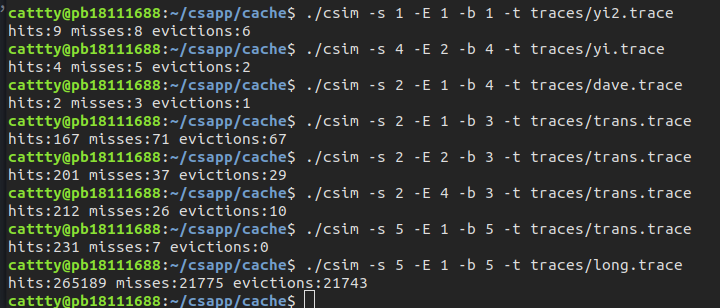 cattty@pb18111688:~/csapp/cache$ ./csim -s 1 -E 1 -b 1 -t traces/yi2.trace
hits:9 misses:8 evictions:6
cattty@pb18111688:~/csapp/cache$ ./csim -s 4 -E 2 -b 4 -t traces/yi.trace
hits:4 misses:5 evictions:2
cattty@pb18111688:~/csapp/cache$ ./csim -s 2 -E 1 -b 4 -t traces/dave.trace
hits:2 misses:3 evictions:1
cattty@pb18111688:~/csapp/cache$ ./csim -s 2 -E 1 -b 3 -t traces/trans.trace
hits:167 misses:71 evictions:67
cattty@pb18111688:~/csapp/cache$ ./csim -s 2 -E 2 -b 3 -t traces/trans.trace
hits:201 misses:37 evictions:29
cattty@pb18111688:~/csapp/cache$ ./csim -s 2 -E 4 -b 3 -t traces/trans.trace
hits:212 misses:26 evictions:10
cattty@pb18111688:~/csapp/cache$ ./csim -s 5 -E 1 -b 5 -t traces/trans.trace
hits:231 misses:7 evictions:0
cattty@pb18111688:~/csapp/cache$ ./csim -s 5 -E 1 -b 5 -t traces/long.trace
hits:265189 misses:21775 evictions:21743
cattty@pb18111688:~/csapp/cache$